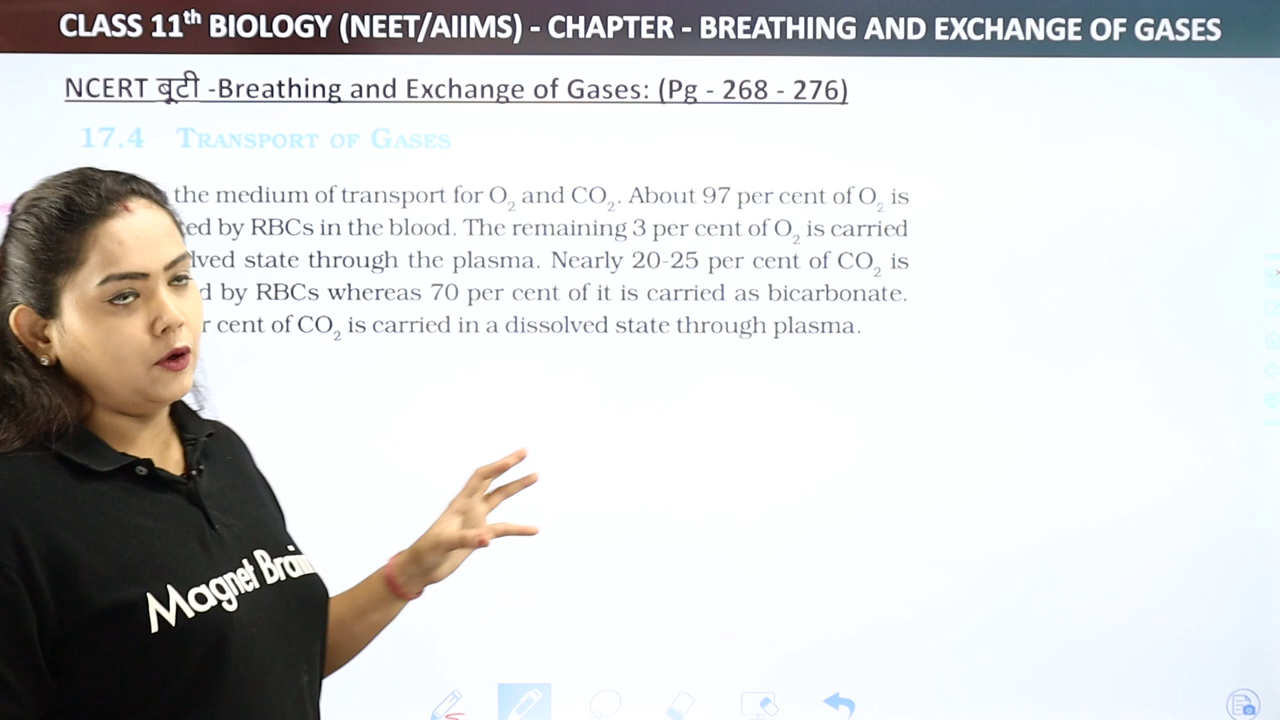 CLASS 11th BIOLOGY (NEET/AIIMS) - CHAPTER - BREATHING AND EXCHANGE OF GASES
NCERT बूटी -Breathing and Exchange of Gases: (Pg - 268 - 276)
17.4 TRANSPORT OF GASES
the medium of transport for O2 and CO2. About 97 per cent of O2 is
ed by RBCs in the blood. The remaining 3 per cent of O2 is carried
lved state through the plasma. Nearly 20-25 per cent of CO2 is
d by RBCs whereas 70 per cent of it is carried as bicarbonate.
r cent of CO2 is carried in a dissolved state through plasma.
Magnet Brain